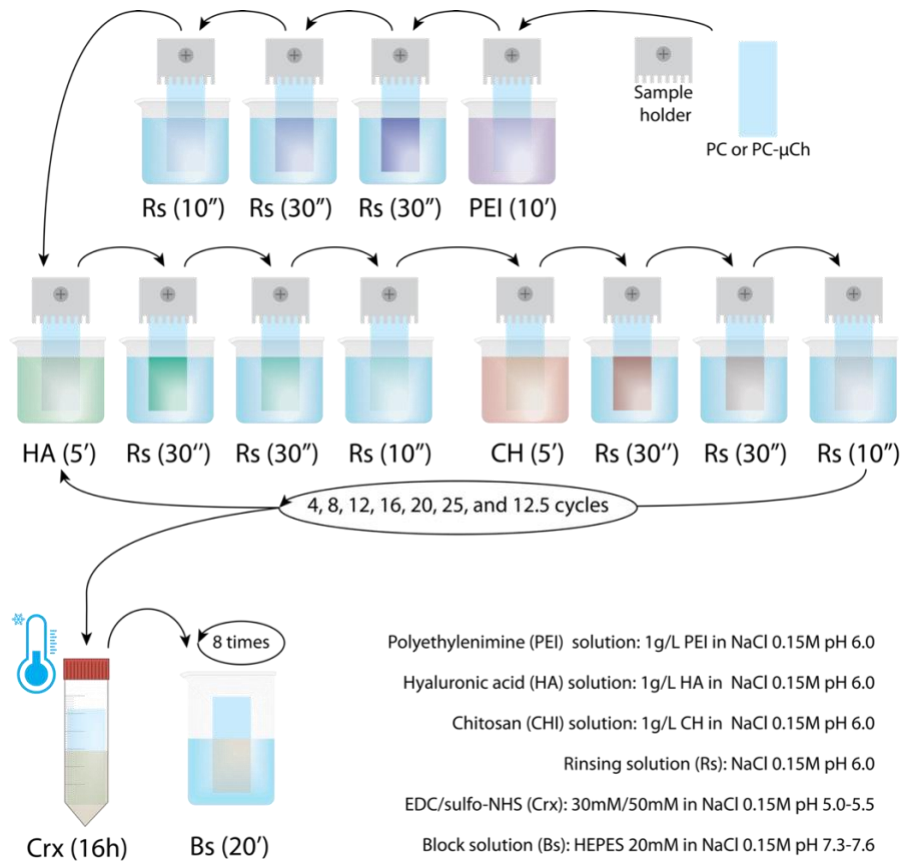 Sample
holder
PC or PC-µCh
Rs (10”) Rs (30”) Rs (30”) PEI (10’)
HA (5’) Rs (30’’) Rs (30”) Rs (10”) CH (5’) Rs (30’’) Rs (30”) Rs (10”)
4, 8, 12, 16, 20, 25, and 12.5 cycles
8 times
Polyethylenimine (PEI) solution: 1g/L PEI in NaCl 0.15M pH 6.0
Hyaluronic acid (HA) solution: 1g/L HA in NaCl 0.15M pH 6.0
Chitosan (CHI) solution: 1g/L CH in NaCl 0.15M pH 6.0
Rinsing solution (Rs): NaCl 0.15M pH 6.0
EDC/sulfo-NHS (Crx): 30mM/50mM in NaCl 0.15M pH 5.0-5.5
Block solution (Bs): HEPES 20mM in NaCl 0.15M pH 7.3-7.6
Crx (16h) Bs (20’)